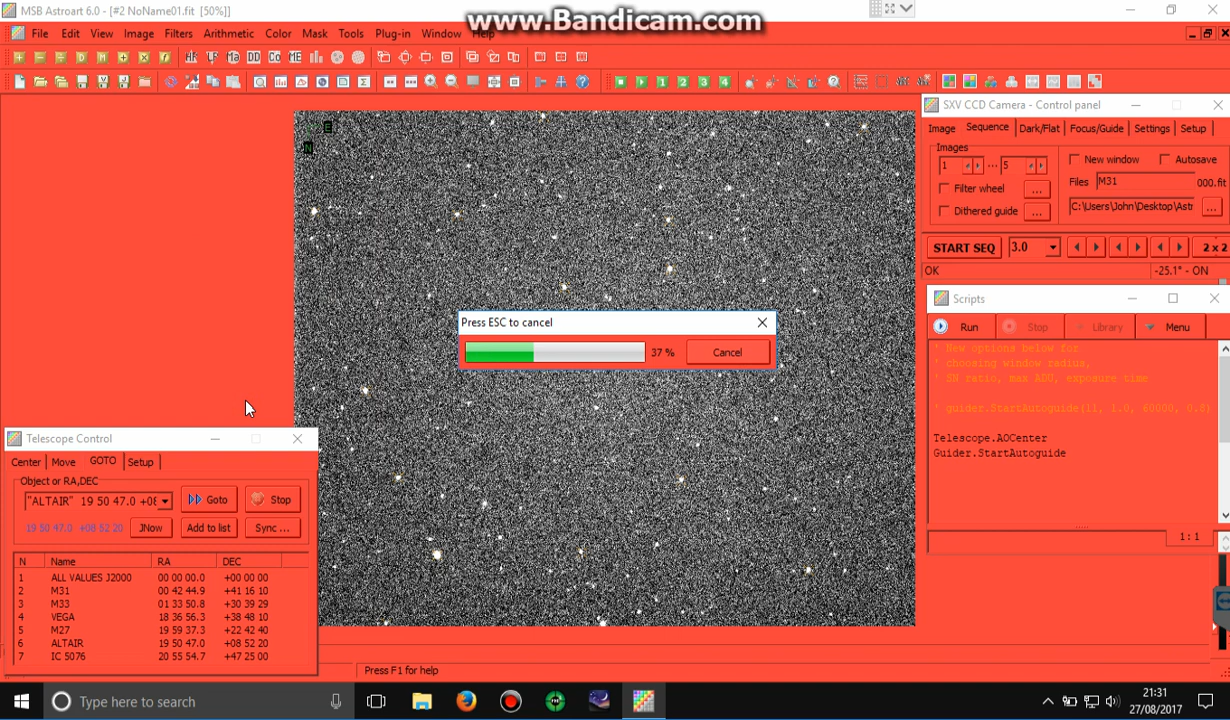 MSB Astroart 6.0 - [#2 NoName01.fit [50%]]
www.Bandicam.com
File Edit View Image Filters Arithmetic Color Mask Tools Plug-in Window Help
AR LR Ma DD Co ME
1 2 3 4
E
N
SXV CCD Camera - Control panel
Image Sequence Dark/Flat Focus/Guide Settings Setup
Images
1 ... 5
New window Autosave
Filter wheel ...
Files M31 000.fit
Dithered guide ...
C:\Users\John\Desktop\Astr ...
START SEQ 3.0 2 x 2
OK -25.1° - ON
Scripts
Run Stop Library Menu
' New options below for
' choosing window radius,
' SN ratio, max ADU, exposure time
' guider.StartAutoguide(11, 1.0, 60000, 0.8)
Telescope.AOCenter
Guider.StartAutoguide
1 : 1
Press ESC to cancel
37 % Cancel
Telescope Control
Center Move GOTO Setup
Object or RA,DEC
"ALTAIR" 19 50 47.0 +08 Goto Stop
19 50 47.0 +08 52 20 JNow Add to list Sync ...
N Name RA DEC
1 ALL VALUES J2000 00 00 00.0 +00 00 00
2 M31 00 42 44.9 +41 16 10
3 M33 01 33 50.8 +30 39 29
4 VEGA 18 36 56.3 +38 48 10
5 M27 19 59 37.3 +22 42 40
6 ALTAIR 19 50 47.0 +08 52 20
7 IC 5076 20 55 54.7 +47 25 00
Press F1 for help
Type here to search
21:31
27/08/2017